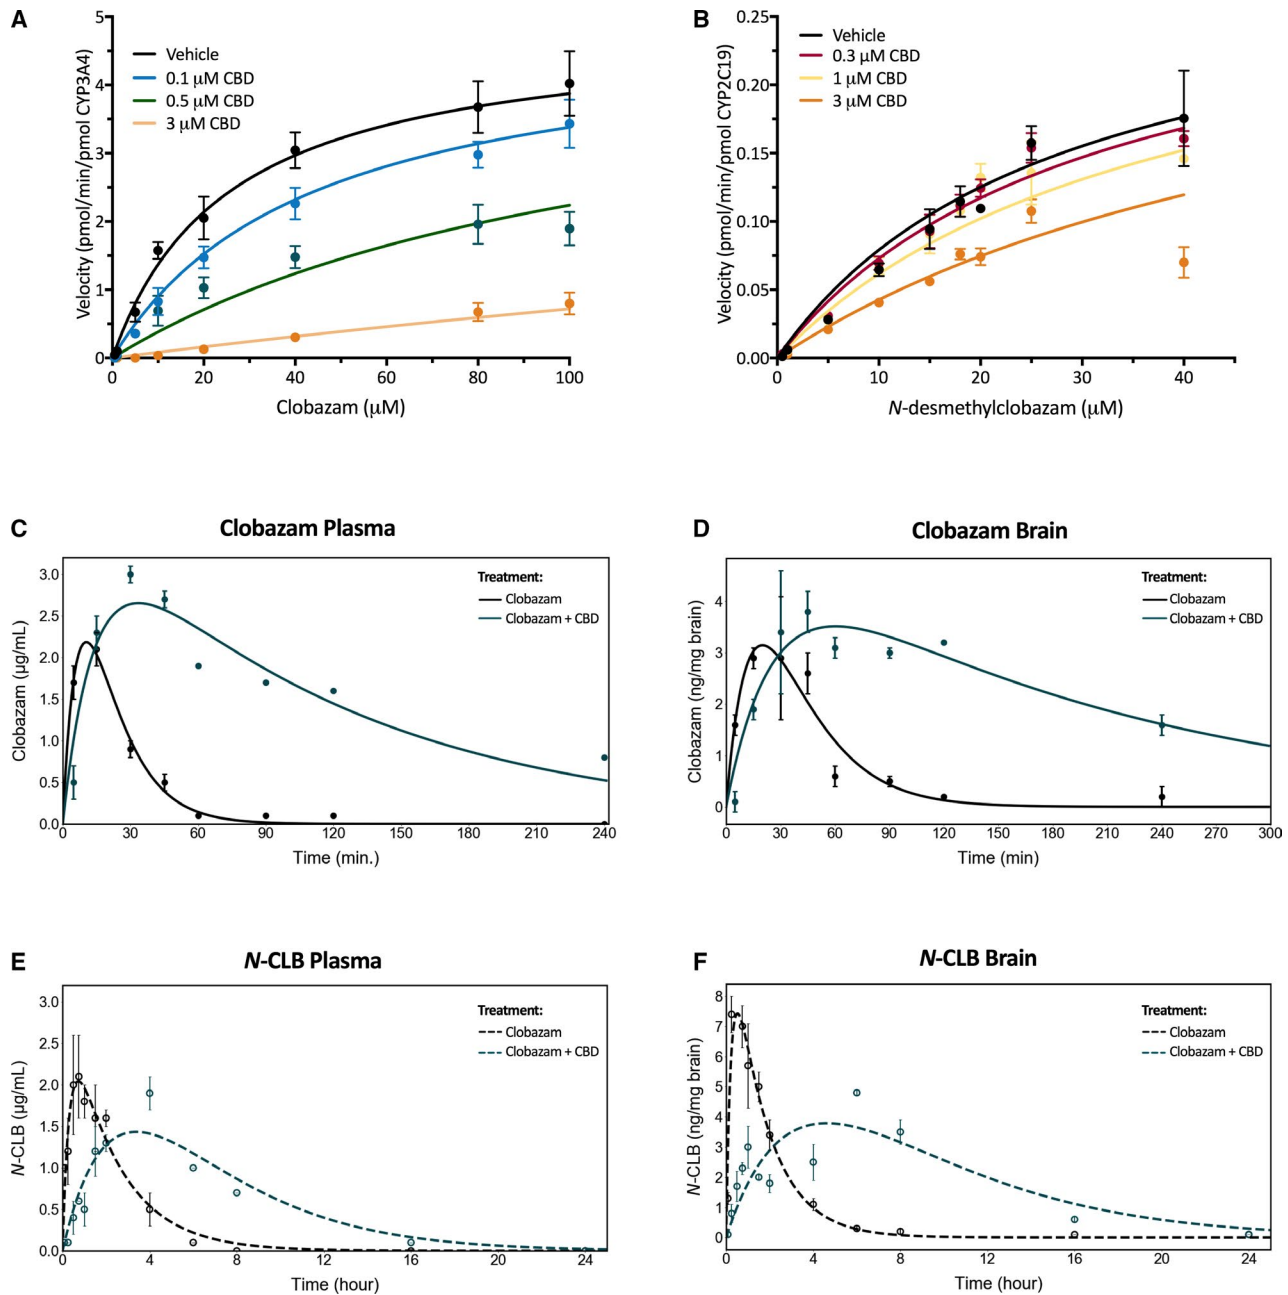 A
Velocity (pmol/min/pmol CYP3A4)
5
4
3
2
1
0
Vehicle
0.1 μM CBD
0.5 μM CBD
3 μM CBD
0 20 40 60 80 100
Clobazam (μM)
B
Velocity (pmol/min/pmol CYP2C19)
0.25
0.20
0.15
0.10
0.05
0.00
Vehicle
0.3 μM CBD
1 μM CBD
3 μM CBD
0 10 20 30 40
N-desmethylclobazam (μM)
C
Clobazam Plasma
Clobazam (μg/mL)
3.0
2.5
2.0
1.5
1.0
0.5
0.0
Treatment:
Clobazam
Clobazam + CBD
0 30 60 90 120 150 180 210 240
Time (min.)
D
Clobazam Brain
Clobazam (ng/mg brain)
4
3
2
1
0
Treatment:
Clobazam
Clobazam + CBD
0 30 60 90 120 150 180 210 240 270 300
Time (min)
E
N-CLB Plasma
N-CLB (μg/mL)
3.0
2.5
2.0
1.5
1.0
0.5
0.0
Treatment:
Clobazam
Clobazam + CBD
0 4 8 12 16 20 24
Time (hour)
F
N-CLB Brain
N-CLB (ng/mg brain)
8
7
6
5
4
3
2
1
0
Treatment:
Clobazam
Clobazam + CBD
0 4 8 12 16 20 24
Time (hour)